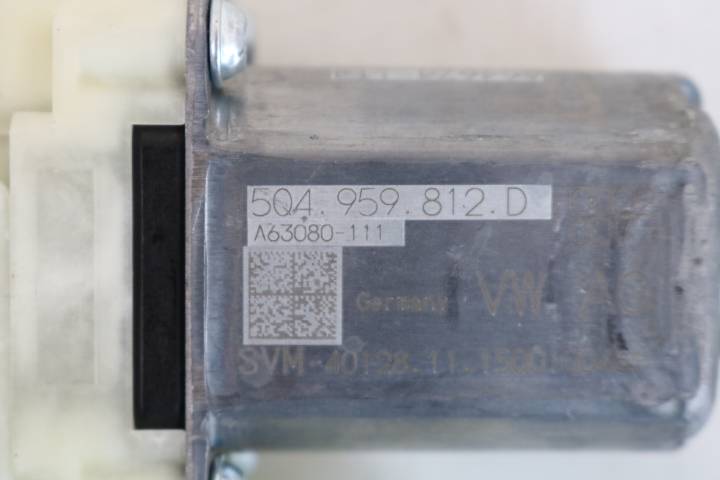 5Q4.959.812.D
A63080-111
Germany VW AG